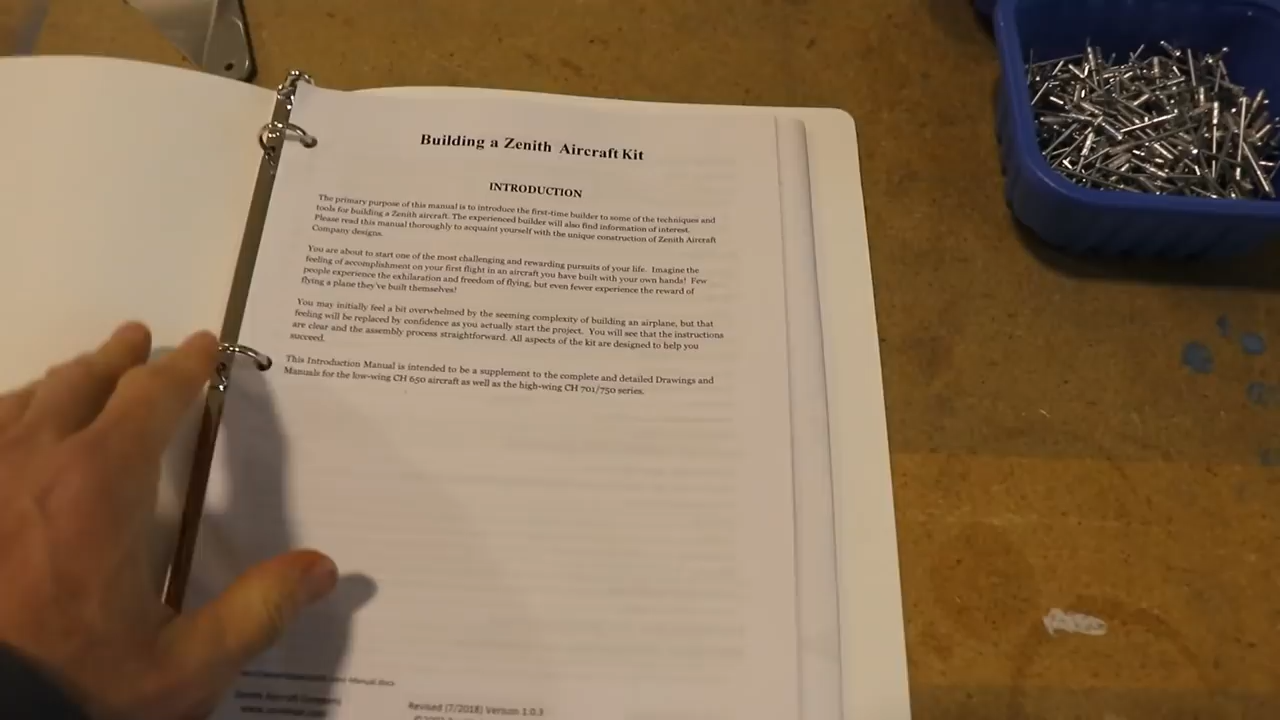 Building a Zenith Aircraft Kit
INTRODUCTION
The primary purpose of this manual is to introduce the first-time builder to some of the techniques and
tools for building a Zenith aircraft. The experienced builder will also find information of interest.
Please read this manual thoroughly to acquaint yourself with the unique construction of Zenith Aircraft
Company designs.
You are about to start one of the most challenging and rewarding pursuits of your life. Imagine the
feeling of accomplishment on your first flight in an aircraft you have built with your own hands! Few
people experience the exhilaration and freedom of flying, but even fewer experience the reward of
flying a plane they've built themselves!
You may initially feel a bit overwhelmed by the seeming complexity of building an airplane, but that
feeling will be replaced by confidence as you actually start the project. You will see that the instructions
are clear and the assembly process straightforward. All aspects of the kit are designed to help you
succeed.
This Introduction Manual is intended to be a supplement to the complete and detailed Drawings and
Manuals for the low-wing CH 650 aircraft as well as the high-wing CH 701/750 series.
Manual.docx
Zenith Aircraft Company
Revised (7/2018) Version 1.0.3